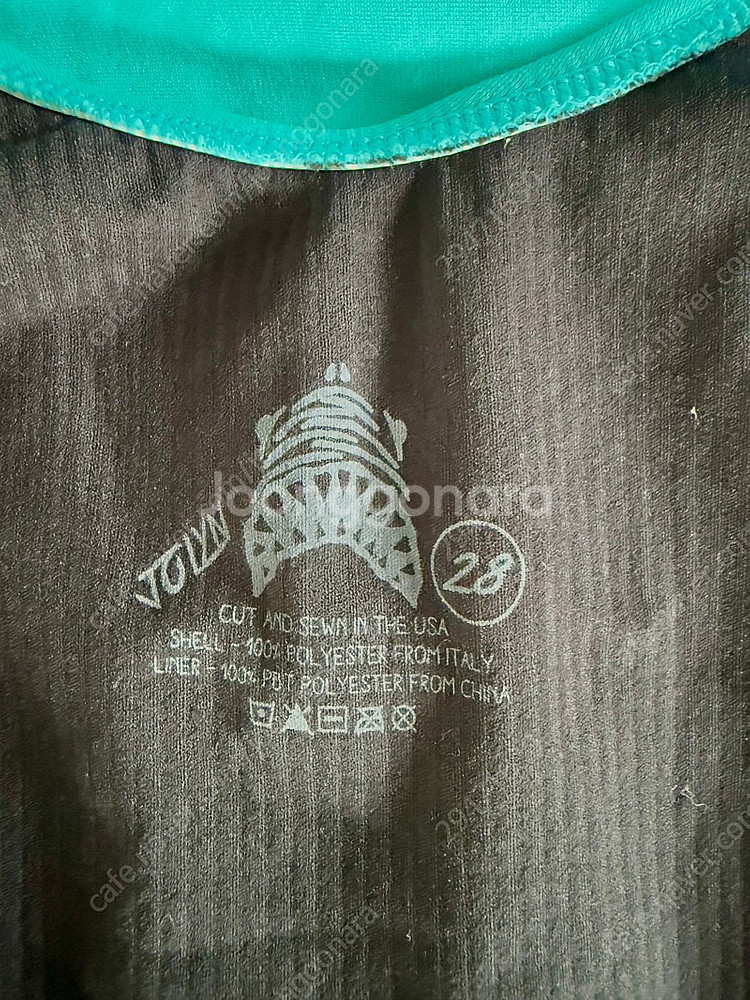 Joonggonara
JOLYN
28
CUT AND SEWN IN THE USA
SHELL - 100% POLYESTER FROM ITALY
LINER - 100% PBT POLYESTER FROM CHINA